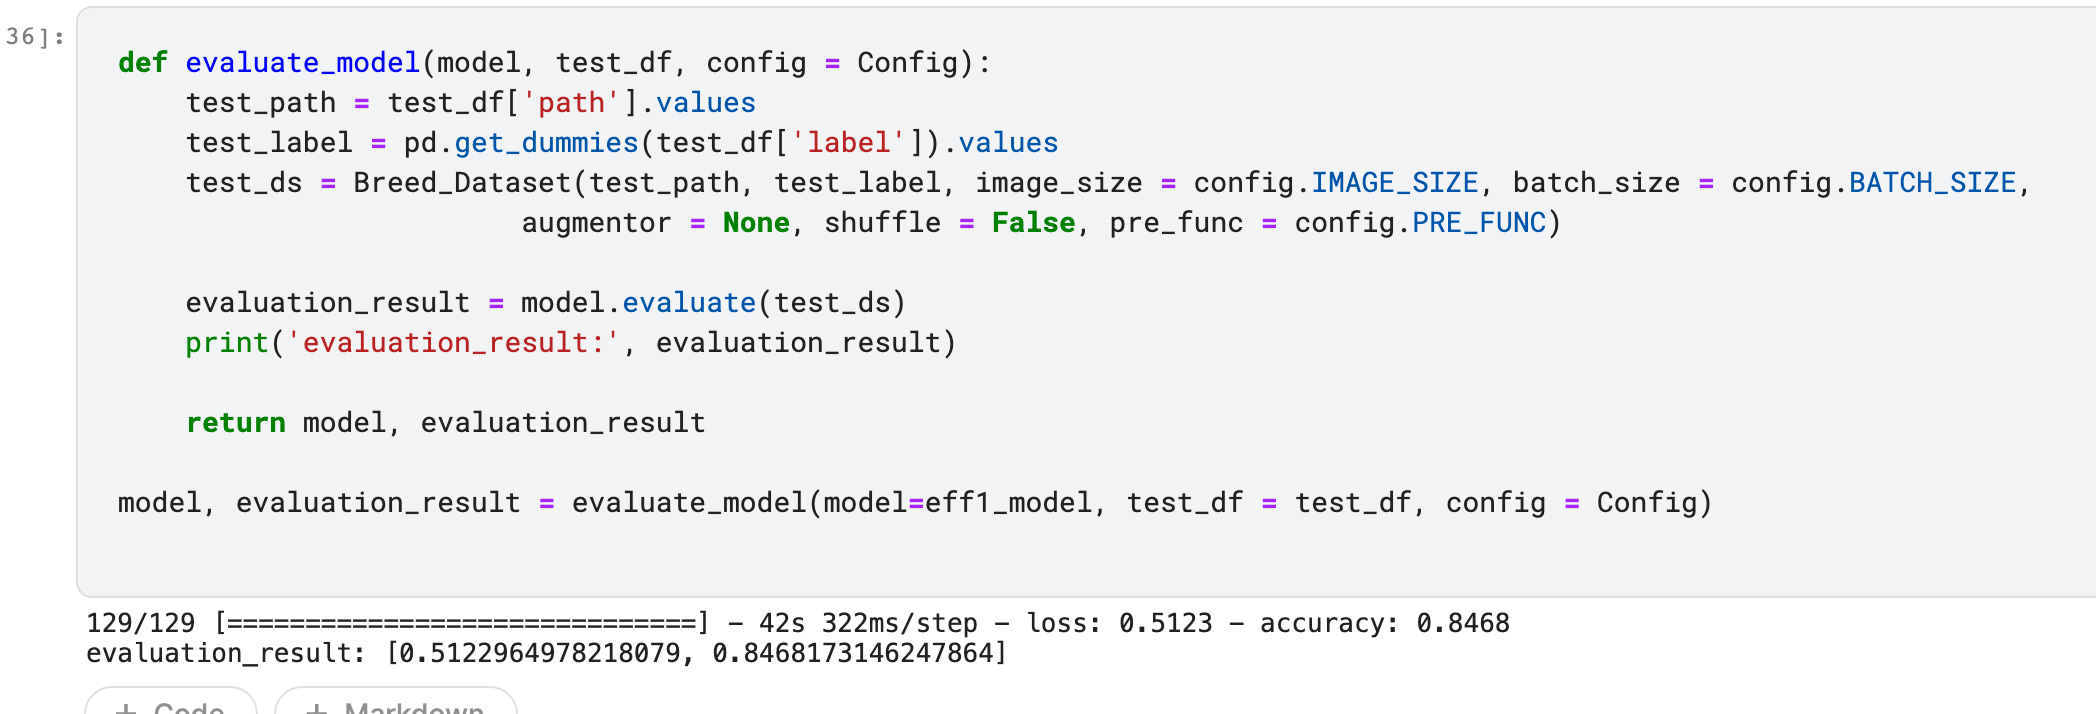 36]:
def evaluate_model(model, test_df, config = Config):
    test_path = test_df['path'].values
    test_label = pd.get_dummies(test_df['label']).values
    test_ds = Breed_Dataset(test_path, test_label, image_size = config.IMAGE_SIZE, batch_size = config.BATCH_SIZE,
                        augmentor = None, shuffle = False, pre_func = config.PRE_FUNC)
    evaluation_result = model.evaluate(test_ds)
    print('evaluation_result:', evaluation_result)
    return model, evaluation_result
model, evaluation_result = evaluate_model(model=eff1_model, test_df = test_df, config = Config)
129/129 [==============================] - 42s 322ms/step - loss: 0.5123 - accuracy: 0.8468
evaluation_result: [0.5122964978218079, 0.8468173146247864]
+ Code + Markdown